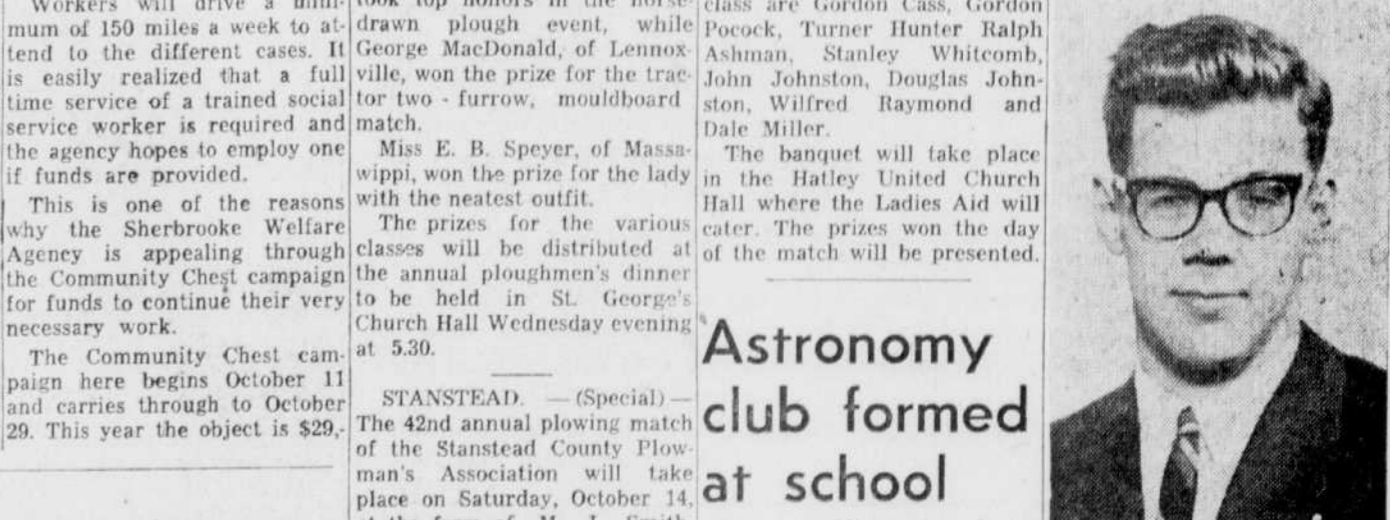 Workers will drive a mini-
mum of 150 miles a week to at-
tend to the different cases. It
is easily realized that a full
time service of a trained social
service worker is required and
the agency hopes to employ one
if funds are provided.
This is one of the reasons
why the Sherbrooke Welfare
Agency is appealing through
the Community Chest campaign
for funds to continue their very
necessary work.
The Community Chest cam-
paign here begins October 11
and carries through to October
29. This year the object is $29,-
took top honors in the horse-
drawn plough event, while
George MacDonald, of Lennox-
ville, won the prize for the trac-
tor two - furrow, mouldboard
match.
Miss E. B. Speyer, of Massa-
wippi, won the prize for the lady
with the neatest outfit.
The prizes for the various
classes will be distributed at
the annual ploughmen's dinner
to be held in St. George's
Church Hall Wednesday evening
at 5.30.
STANSTEAD. — (Special) —
The 42nd annual plowing match
of the Stanstead County Plow-
man's Association will take
place on Saturday, October 14,
at the farm of Smith
class are Gordon Cass, Gordon
Pocock, Turner Hunter Ralph
Ashman, Stanley Whitcomb,
John Johnston, Douglas John-
ston, Wilfred Raymond and
Dale Miller.
The banquet will take place
in the Hatley United Church
Hall where the Ladies Aid will
cater. The prizes won the day
of the match will be presented.
Astronomy
club formed
at school